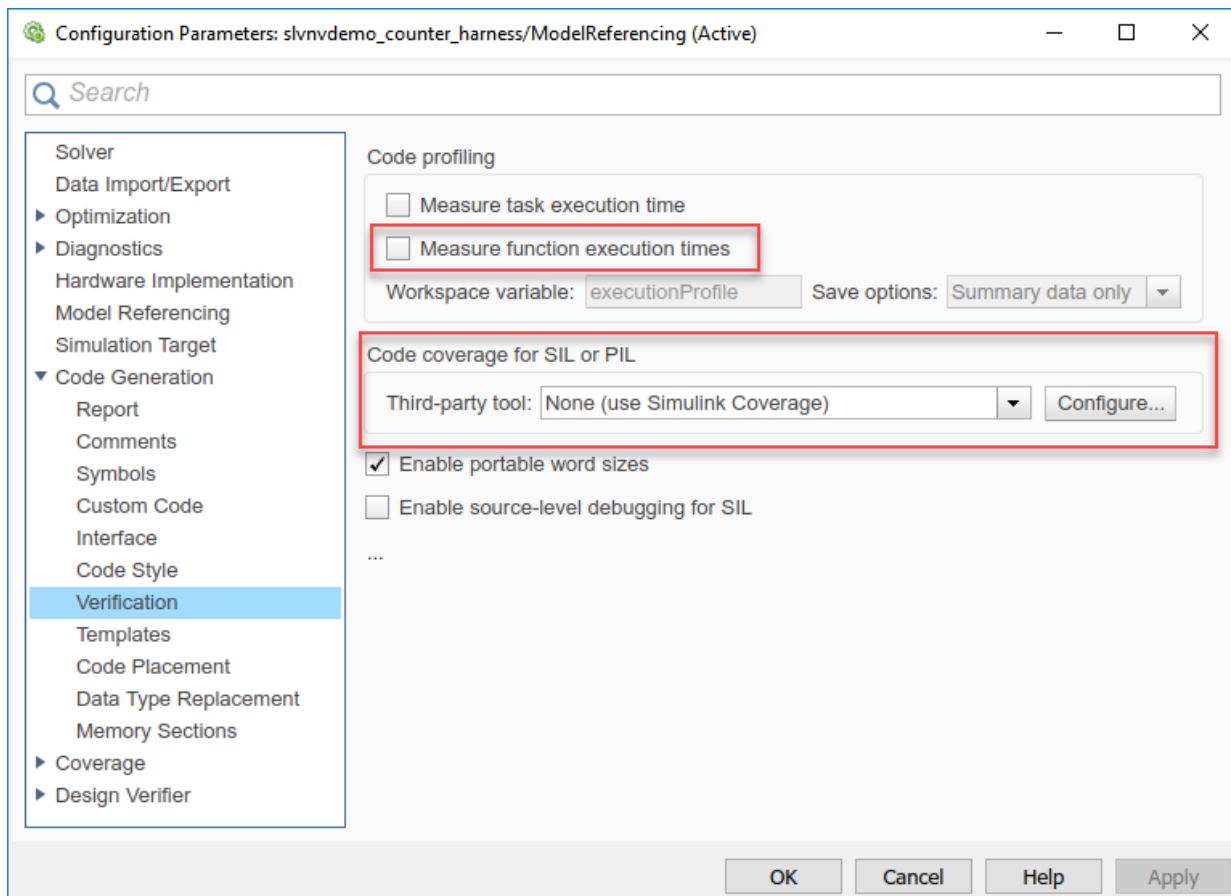 Configuration Parameters: slvnvdemo_counter_harness/ModelReferencing (Active)
Search
Solver
Data Import/Export
Optimization
Diagnostics
Hardware Implementation
Model Referencing
Simulation Target
Code Generation
Report
Comments
Symbols
Custom Code
Interface
Code Style
Verification
Templates
Code Placement
Data Type Replacement
Memory Sections
Coverage
Design Verifier
Code profiling
Measure task execution time
Measure function execution times
Workspace variable: executionProfile Save options: Summary data only
Code coverage for SIL or PIL
Third-party tool: None (use Simulink Coverage) Configure...
Enable portable word sizes
Enable source-level debugging for SIL
...
OK Cancel Help Apply